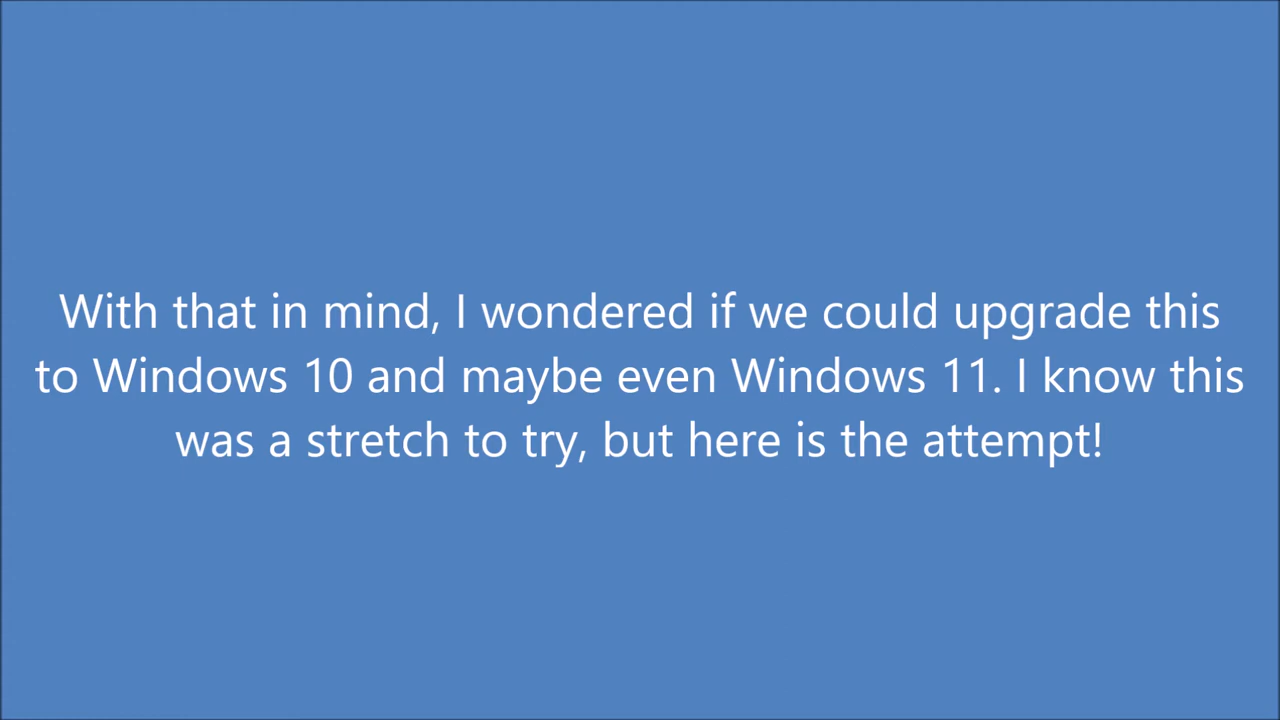 With that in mind, I wondered if we could upgrade this
to Windows 10 and maybe even Windows 11. I know this
was a stretch to try, but here is the attempt!